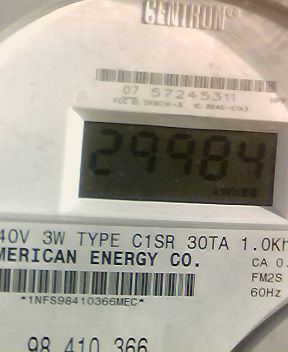 CENTRON®
07 57245311
29984
kWh
40V 3W TYPE C1SR 30TA 1.0Kh
MERICAN ENERGY CO.
CA 0.
FM2S
60Hz
*1NFS98410366MEC*
98 410 366